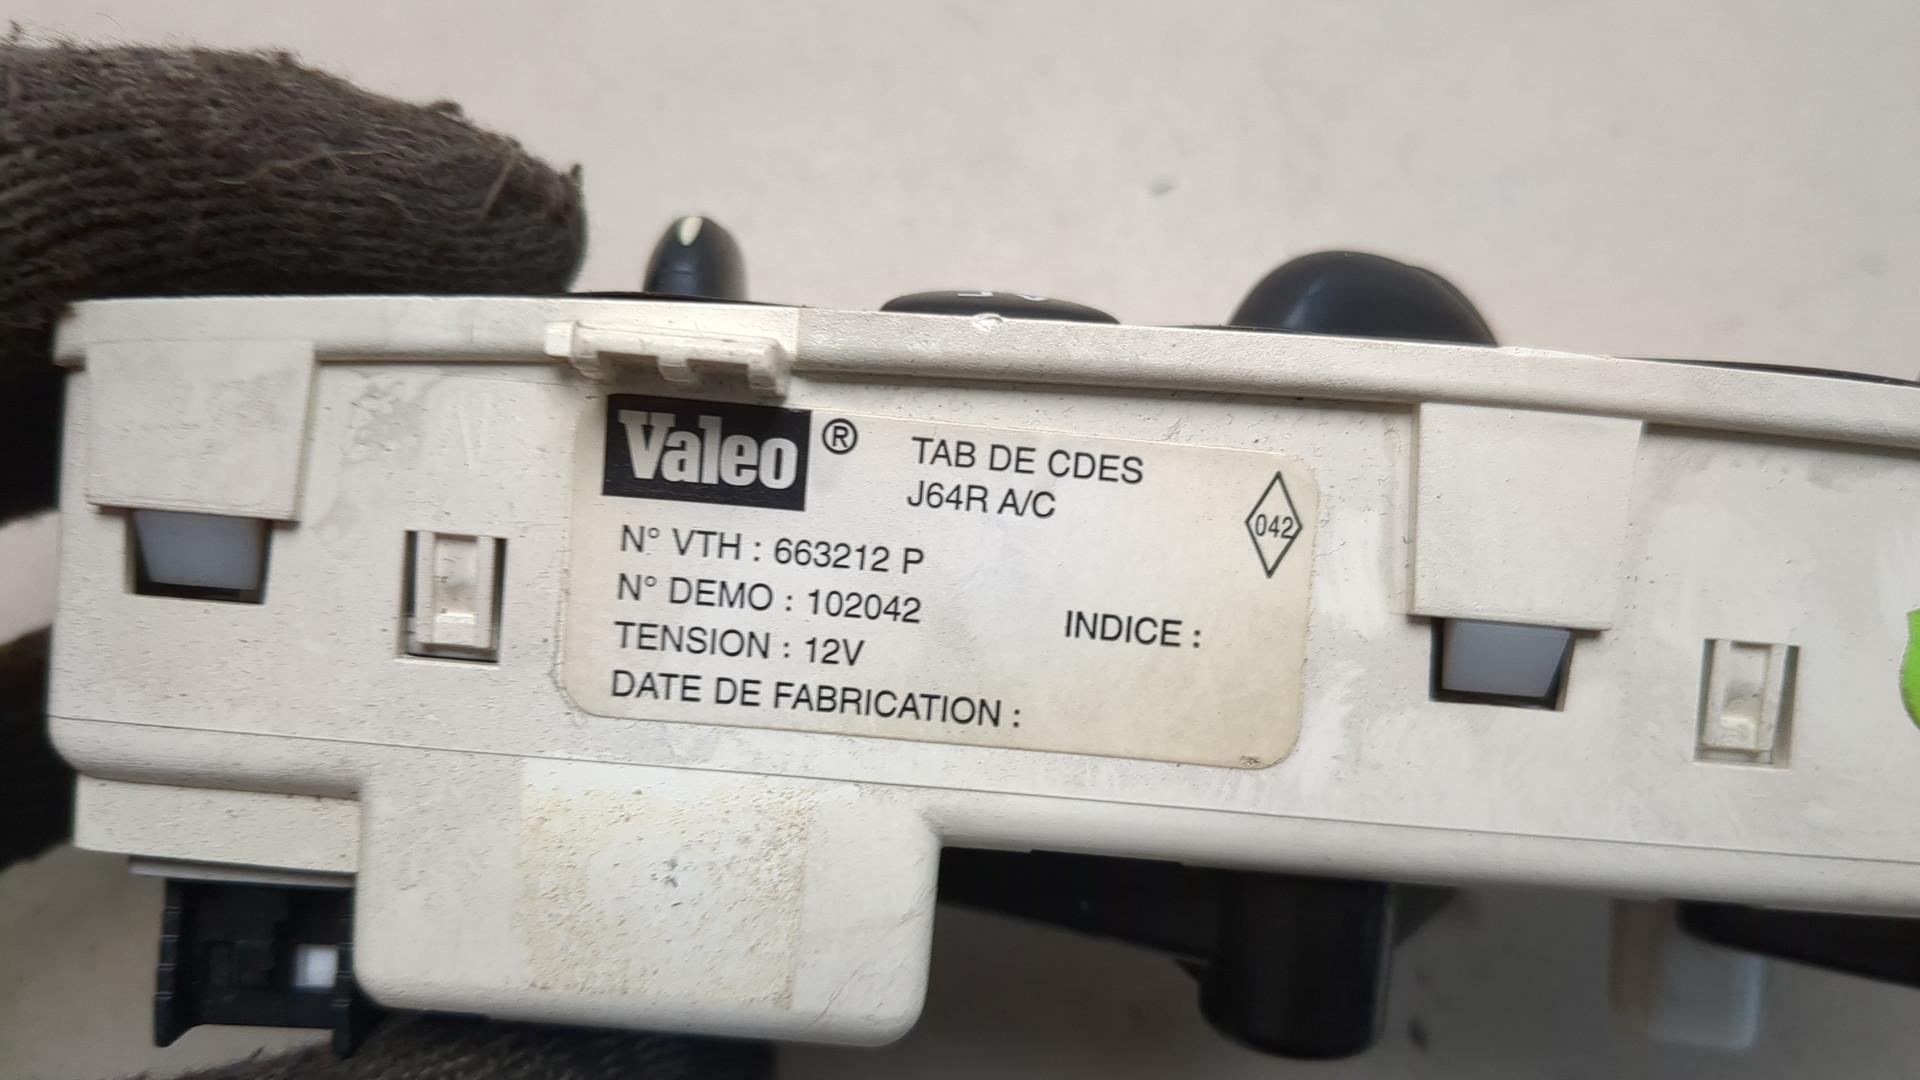 Valeo ®
TAB DE CDES
J64R A/C
042
N° VTH : 663212 P
N° DEMO : 102042
INDICE :
TENSION : 12V
DATE DE FABRICATION :